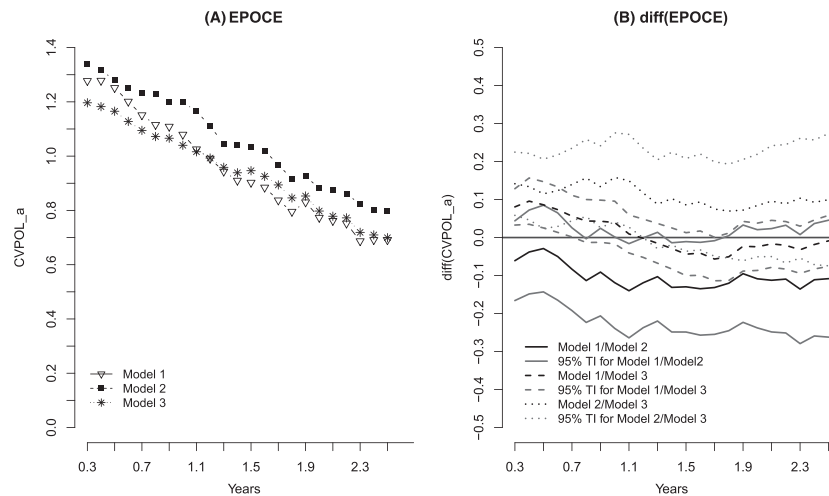 (A) EPOCE
CVPOL_a
1.4
1.2
1.0
0.8
0.6
0.4
0.2
0.0
Model 1
Model 2
Model 3
0.3 0.7 1.1 1.5 1.9 2.3
Years
(B) diff(EPOCE)
diff(CVPOL_a)
0.5
0.4
0.3
0.2
0.1
0.0
−0.1
−0.2
−0.3
−0.4
−0.5
Model 1/Model 2
95% TI for Model 1/Model2
Model 1/Model 3
95% TI for Model 1/Model 3
Model 2/Model 3
95% TI for Model 2/Model 3
0.3 0.7 1.1 1.5 1.9 2.3
Years